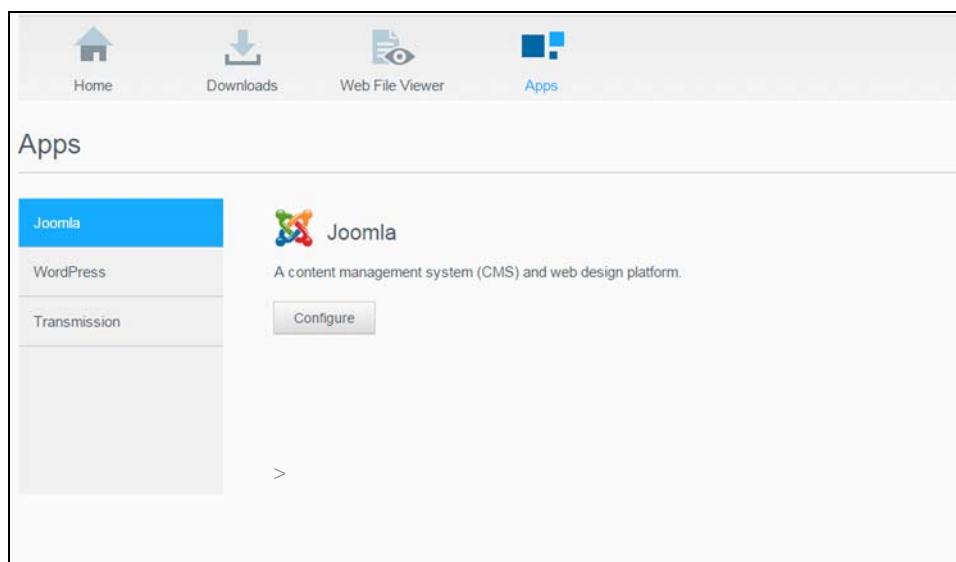 Home Downloads Web File Viewer Apps
Apps
Joomla
WordPress
Transmission
Joomla
A content management system (CMS) and web design platform.
Configure
>